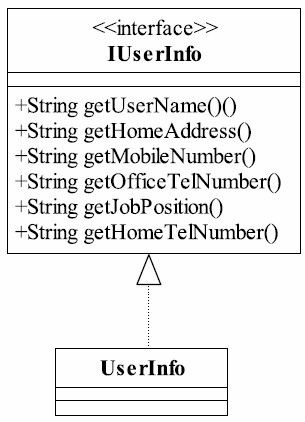 <<interface>>
IUserInfo
+String getUserName()()
+String getHomeAddress()
+String getMobileNumber()
+String getOfficeTelNumber()
+String getJobPosition()
+String getHomeTelNumber()
UserInfo